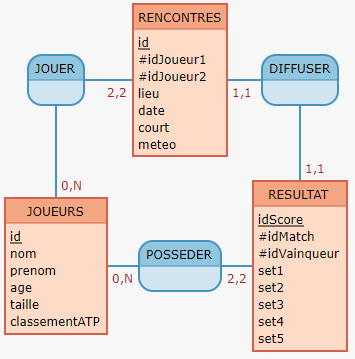 RENCONTRES
id
#idJoueur1
#idJoueur2
lieu
date
court
meteo
JOUER
DIFFUSER
2,2
1,1
0,N
1,1
JOUEURS
id
nom
prenom
age
taille
classementATP
POSSEDER
0,N
2,2
RESULTAT
idScore
#idMatch
#idVainqueur
set1
set2
set3
set4
set5